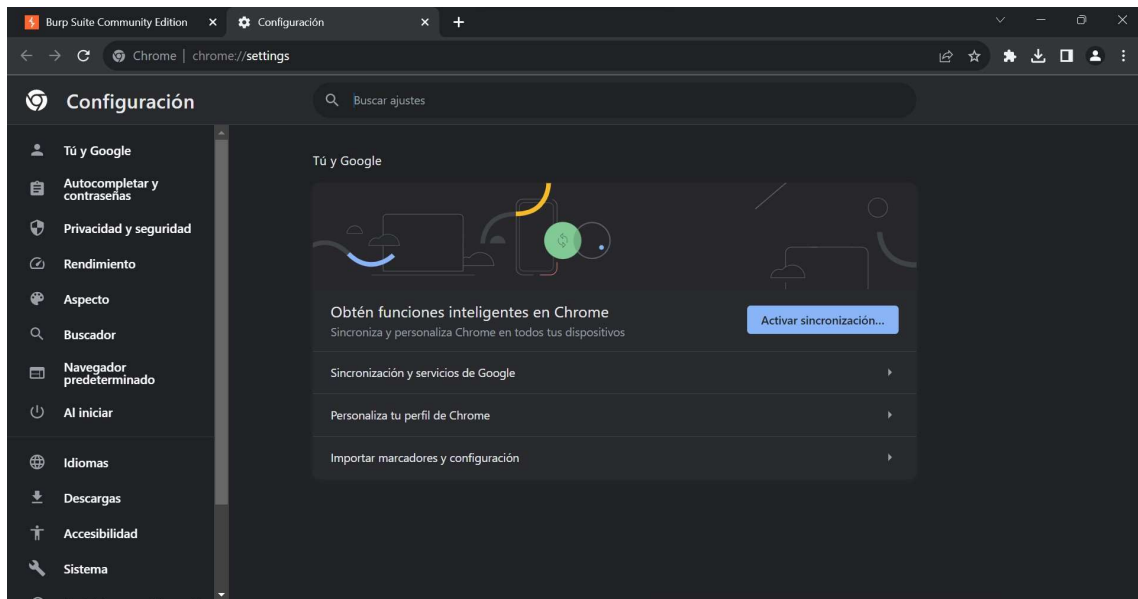 Burp Suite Community Edition
Configuración
Chrome | chrome://settings
Configuración
Buscar ajustes
Tú y Google
Autocompletar y
contraseñas
Privacidad y seguridad
Rendimiento
Aspecto
Buscador
Navegador
predeterminado
Al iniciar
Idiomas
Descargas
Accesibilidad
Sistema
Tú y Google
Obtén funciones inteligentes en Chrome
Sincroniza y personaliza Chrome en todos tus dispositivos
Activar sincronización...
Sincronización y servicios de Google
Personaliza tu perfil de Chrome
Importar marcadores y configuración